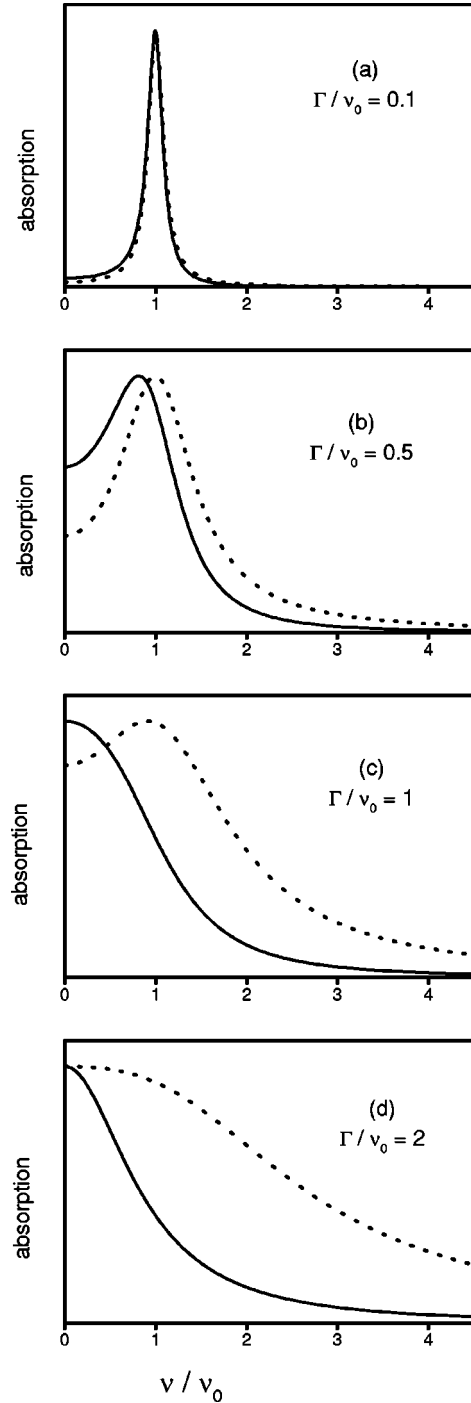 (a)
Γ / ν₀ = 0.1
absorption
0 1 2 3 4
(b)
Γ / ν₀ = 0.5
absorption
0 1 2 3 4
(c)
Γ / ν₀ = 1
absorption
0 1 2 3 4
(d)
Γ / ν₀ = 2
absorption
0 1 2 3 4
ν / ν₀